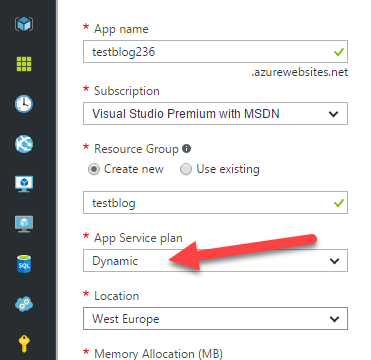 * App name
testblog236
.azurewebsites.net
* Subscription
Visual Studio Premium with MSDN
* Resource Group
Create new Use existing
testblog
* App Service plan
Dynamic
* Location
West Europe
* Memory Allocation (MB)
SQL